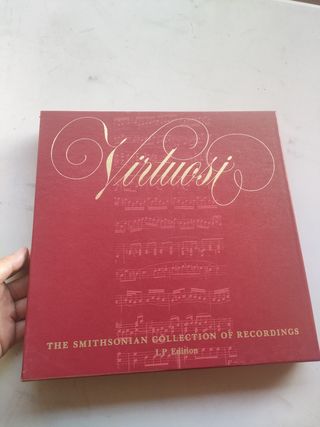 Virtuosi
THE SMITHSONIAN COLLECTION OF RECORDINGS
LP Edition